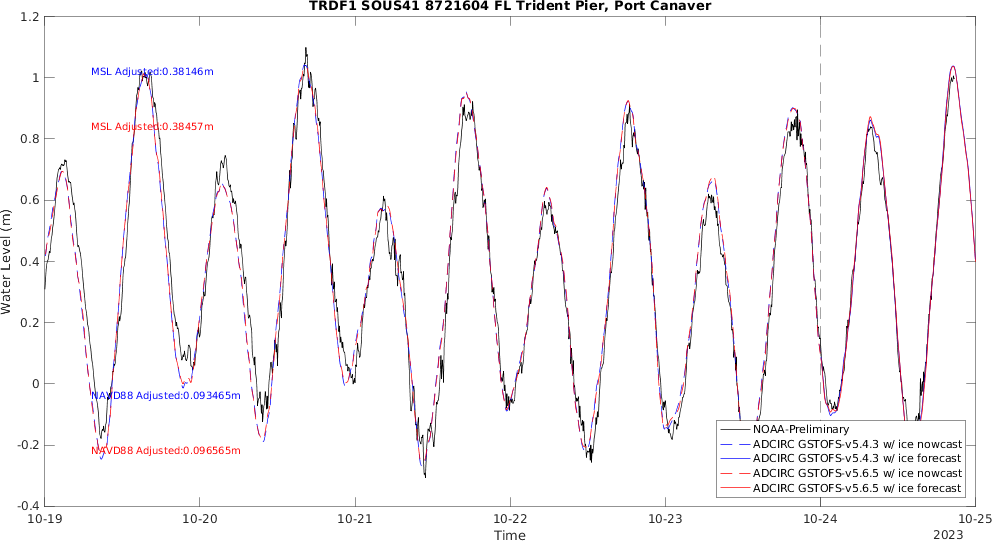 TRDF1 SOUS41 8721604 FL Trident Pier, Port Canaver
1.2
1
0.8
0.6
0.4
0.2
0
-0.2
-0.4
Water Level (m)
MSL Adjusted:0.38146m
MSL Adjusted:0.38457m
NAVD88 Adjusted:0.093465m
NAVD88 Adjusted:0.096565m
NOAA-Preliminary
ADCIRC GSTOFS-v5.4.3 w/ ice nowcast
ADCIRC GSTOFS-v5.4.3 w/ ice forecast
ADCIRC GSTOFS-v5.6.5 w/ ice nowcast
ADCIRC GSTOFS-v5.6.5 w/ ice forecast
10-19 10-20 10-21 10-22 10-23 10-24 10-25
Time
2023